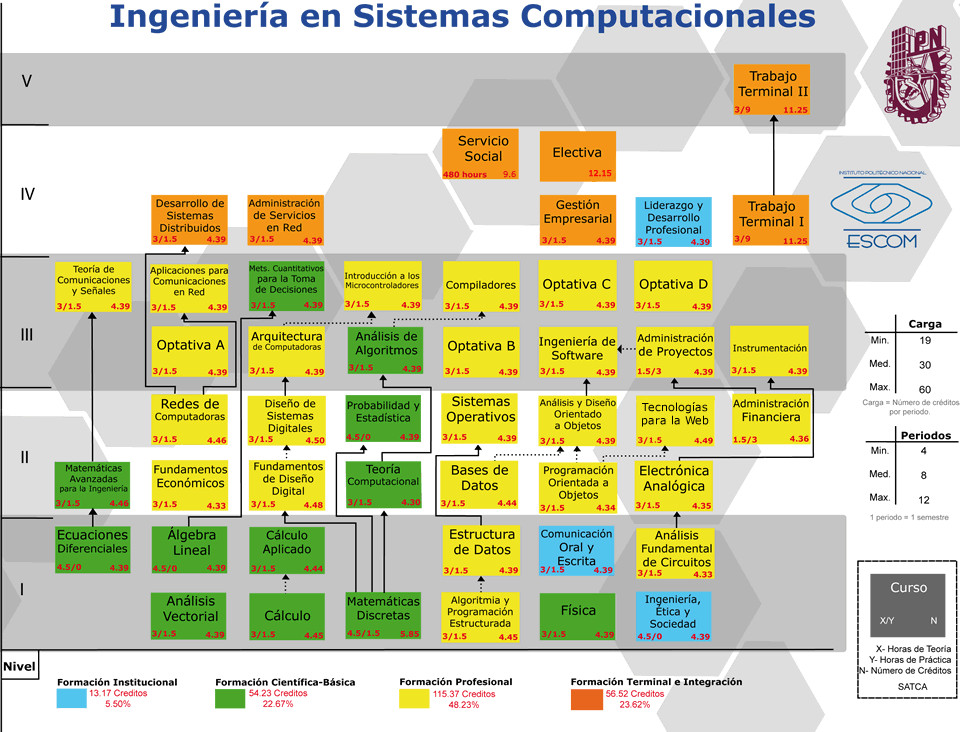 Ingeniería en Sistemas Computacionales
IPN
V
Trabajo
Terminal II
3/9 11.25
IV
Servicio
Social
480 hours 9.6
Electiva
12.15
INSTITUTO POLITÉCNICO NACIONAL
ESCOM
Desarrollo de
Sistemas
Distribuidos
3/1.5 4.39
Administración
de Servicios
en Red
3/1.5 4.39
Gestión
Empresarial
3/1.5 4.39
Liderazgo y
Desarrollo
Profesional
3/1.5 4.39
Trabajo
Terminal I
3/9 11.25
III
Teoría de
Comunicaciones
y Señales
3/1.5 4.39
Aplicaciones para
Comunicaciones
en Red
3/1.5 4.39
Mets. Cuantitativos
para la Toma
de Decisiones
3/1.5 4.39
Introducción a los
Microcontroladores
3/1.5 4.39
Compiladores
3/1.5 4.39
Optativa C
3/1.5 4.39
Optativa D
3/1.5 4.39
Optativa A
3/1.5 4.39
Arquitectura
de Computadoras
3/1.5 4.39
Análisis de
Algoritmos
3/1.5 4.39
Optativa B
3/1.5 4.39
Ingeniería de
Software
3/1.5 4.39
Administración
de Proyectos
1.5/3 4.39
Instrumentación
3/1.5 4.39
II
Redes de
Computadoras
3/1.5 4.46
Diseño de
Sistemas
Digitales
3/1.5 4.50
Probabilidad y
Estadística
4.5/0 4.39
Sistemas
Operativos
3/1.5 4.39
Análisis y Diseño
Orientado
a Objetos
3/1.5 4.39
Tecnologías
para la Web
3/1.5 4.49
Administración
Financiera
1.5/3 4.36
Matemáticas
Avanzadas
para la Ingeniería
3/1.5 4.46
Fundamentos
Económicos
3/1.5 4.33
Fundamentos
de Diseño
Digital
3/1.5 4.48
Teoría
Computacional
3/1.5 4.30
Bases de
Datos
3/1.5 4.44
Programación
Orientada a
Objetos
3/1.5 4.34
Electrónica
Analógica
3/1.5 4.35
I
Ecuaciones
Diferenciales
4.5/0 4.39
Álgebra
Lineal
4.5/0 4.39
Cálculo
Aplicado
3/1.5 4.44
Estructura
de Datos
3/1.5 4.39
Comunicación
Oral y
Escrita
3/1.5 4.39
Análisis
Fundamental
de Circuitos
3/1.5 4.33
Análisis
Vectorial
3/1.5 4.39
Cálculo
3/1.5 4.45
Matemáticas
Discretas
4.5/1.5 5.85
Algoritmia y
Programación
Estructurada
3/1.5 4.45
Física
3/1.5 4.39
Ingeniería,
Ética y
Sociedad
4.5/0 4.39
Nivel
Carga
Min. 19
Med. 30
Max. 60
Carga = Número de créditos
por periodo.
Periodos
Min. 4
Med. 8
Max. 12
1 periodo = 1 semestre
Curso
X/Y N
X- Horas de Teoría
Y- Horas de Práctica
N- Número de Créditos
SATCA
Formación Institucional
13.17 Creditos
5.50%
Formación Científica-Básica
54.23 Creditos
22.67%
Formación Profesional
115.37 Creditos
48.23%
Formación Terminal e Integración
56.52 Creditos
23.62%